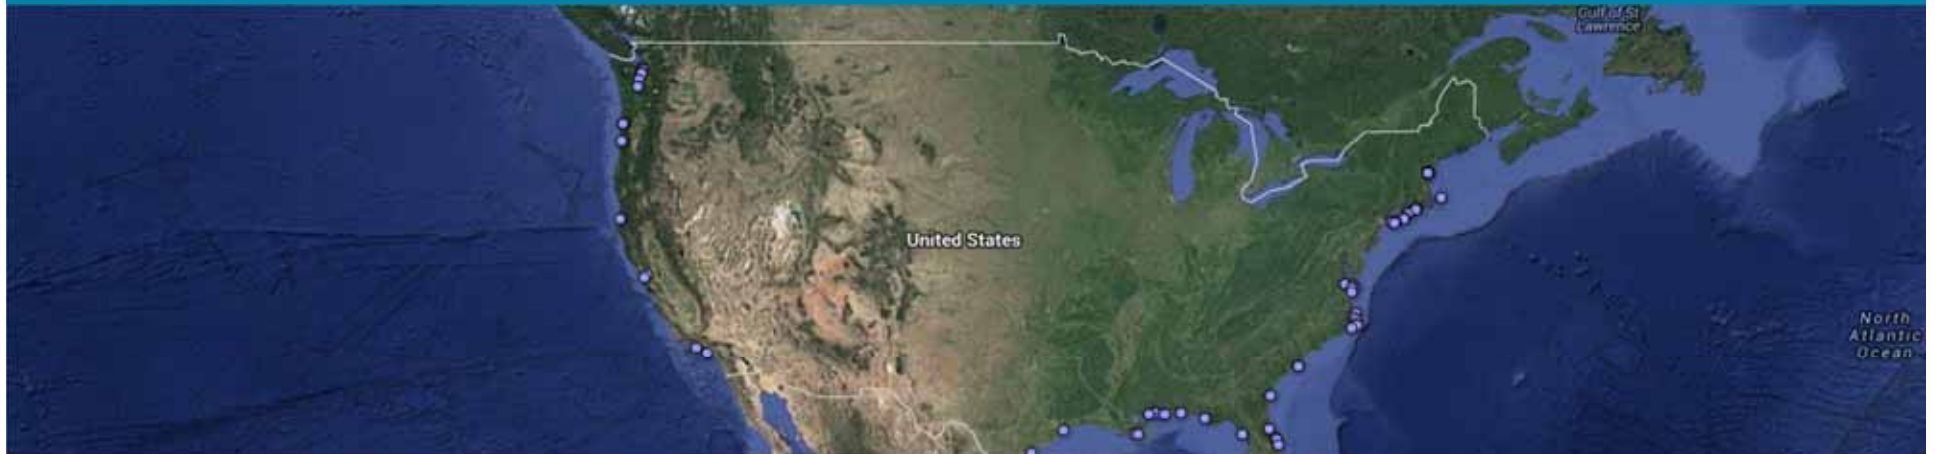 Gulf of St
Lawrence
United States
North
Atlantic
Ocean